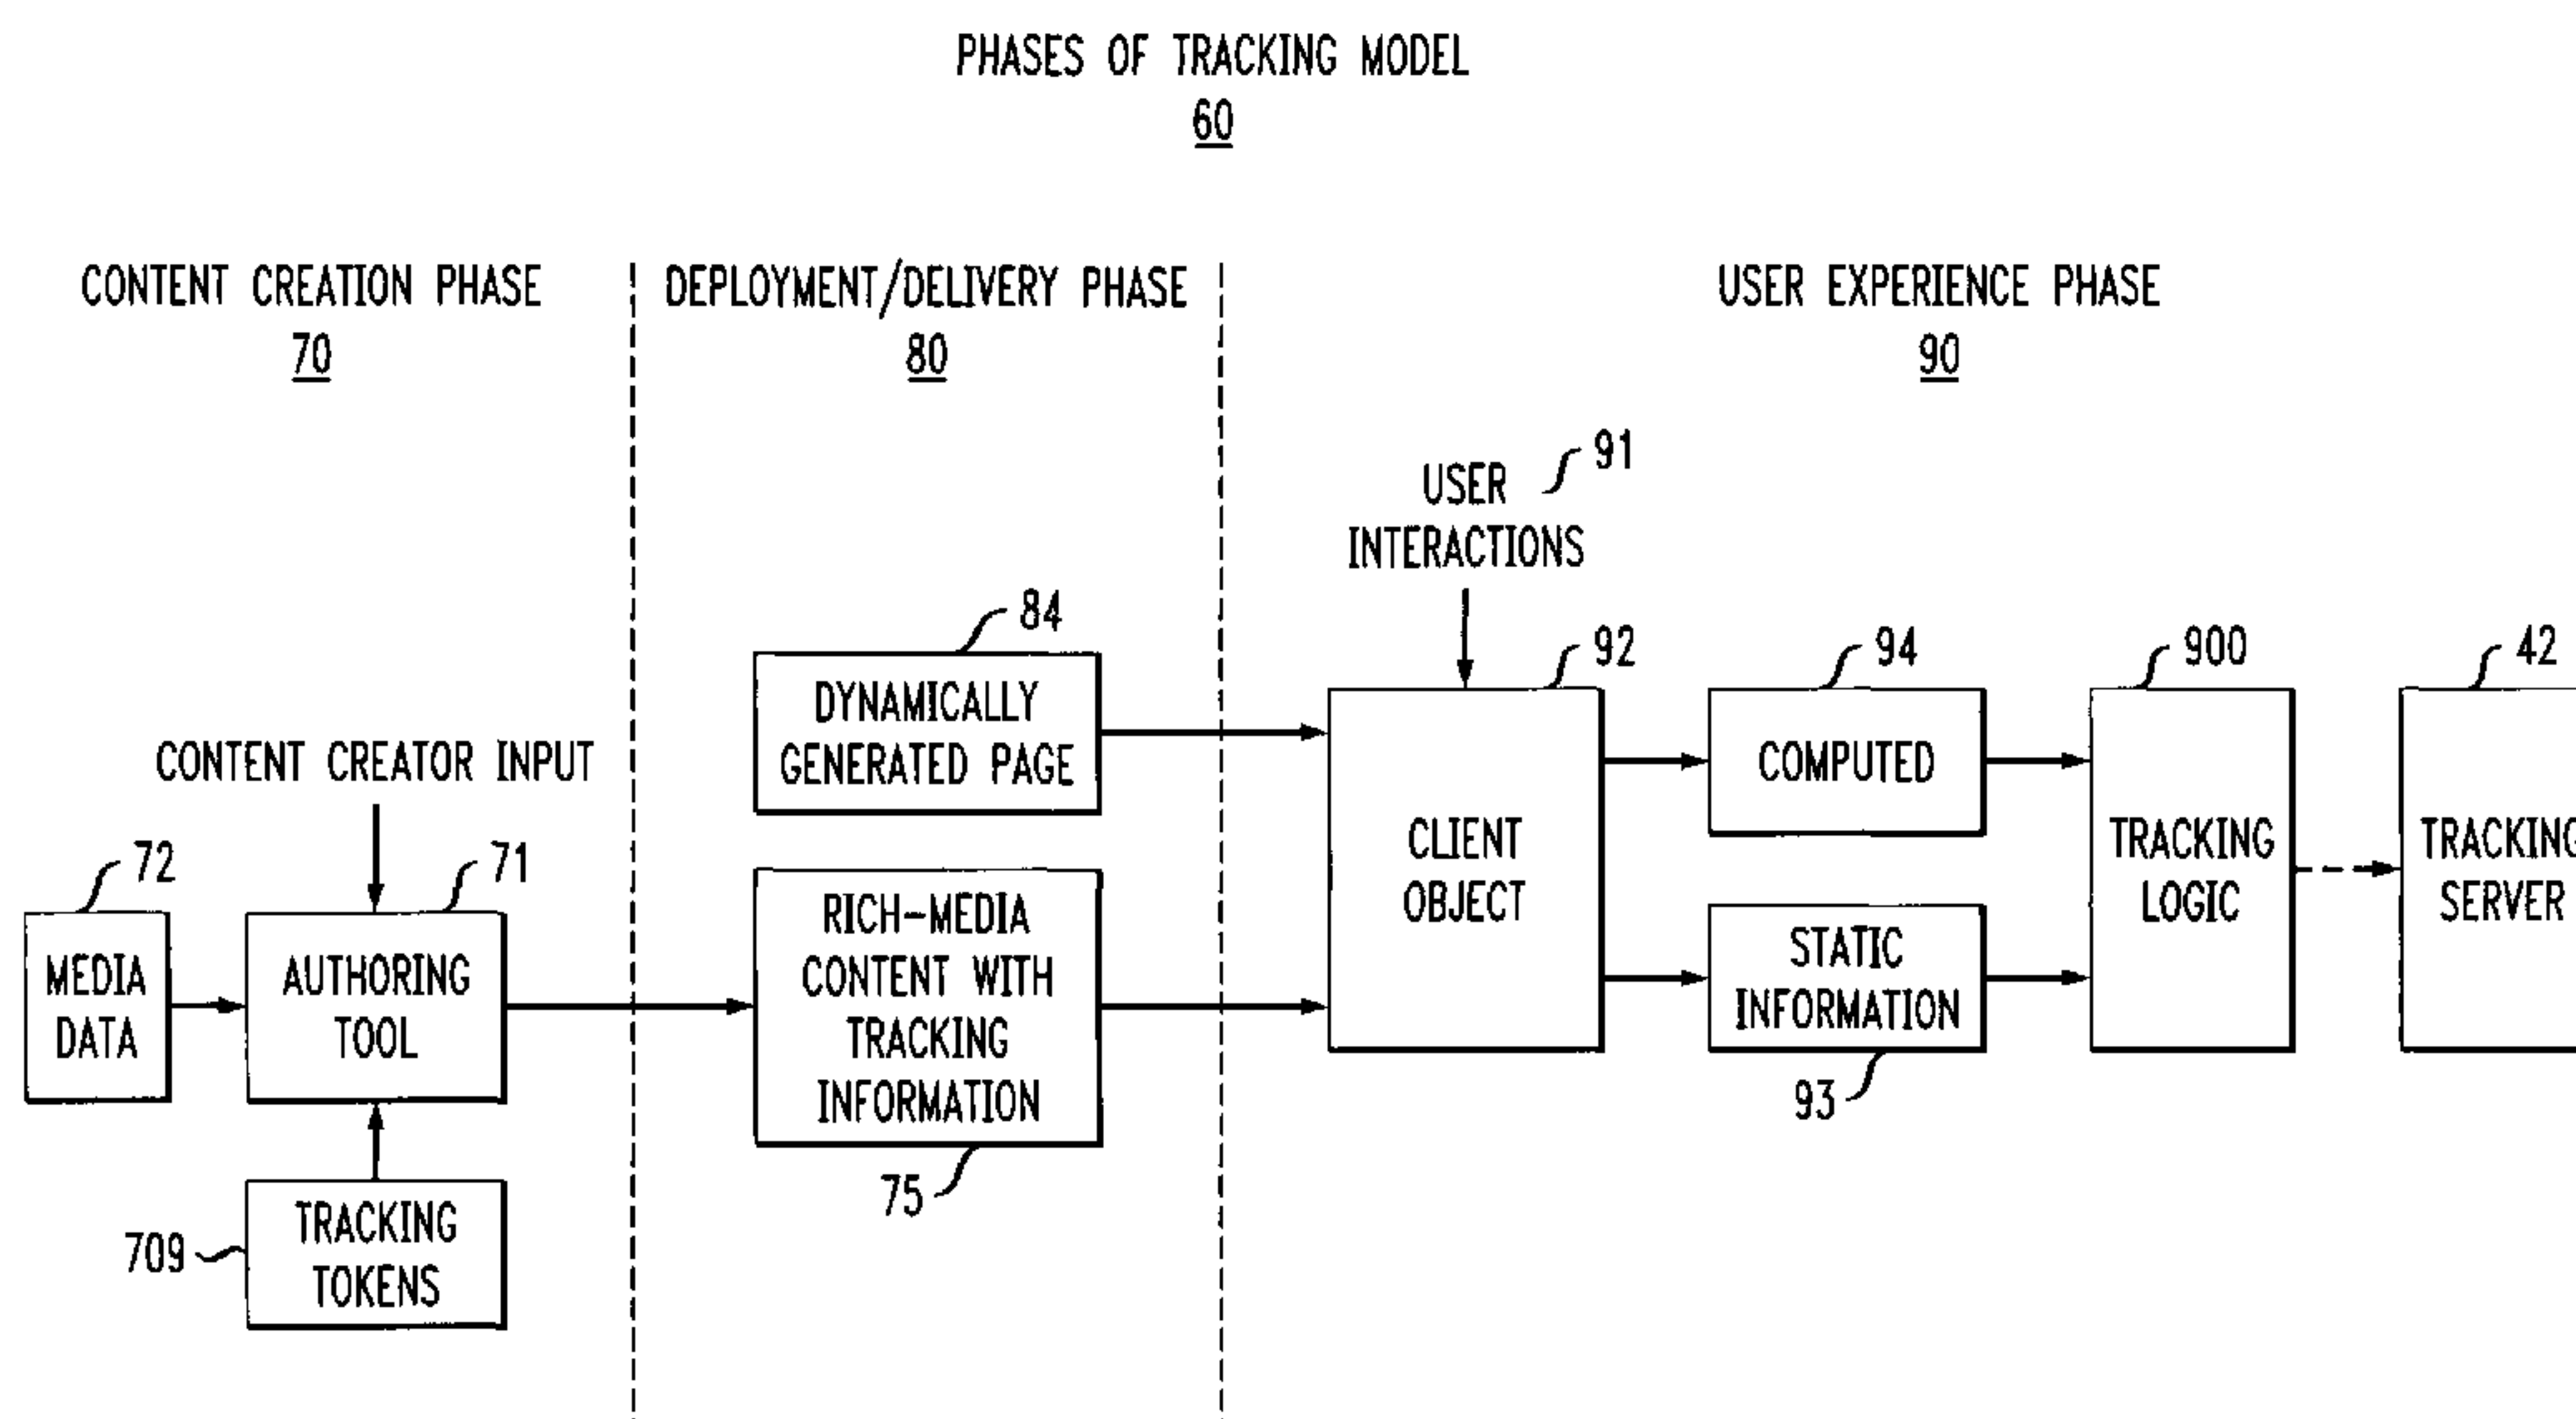 PHASES OF TRACKING MODEL
60
CONTENT CREATION PHASE
70
DEPLOYMENT/DELIVERY PHASE
80
USER EXPERIENCE PHASE
90
CONTENT CREATOR INPUT
72
MEDIA
DATA
71
AUTHORING
TOOL
709
TRACKING
TOKENS
84
DYNAMICALLY
GENERATED PAGE
RICH-MEDIA
CONTENT WITH
TRACKING
INFORMATION
75
USER
INTERACTIONS
91
92
CLIENT
OBJECT
94
COMPUTED
STATIC
INFORMATION
93
900
TRACKING
LOGIC
42
TRACKING
SERVER